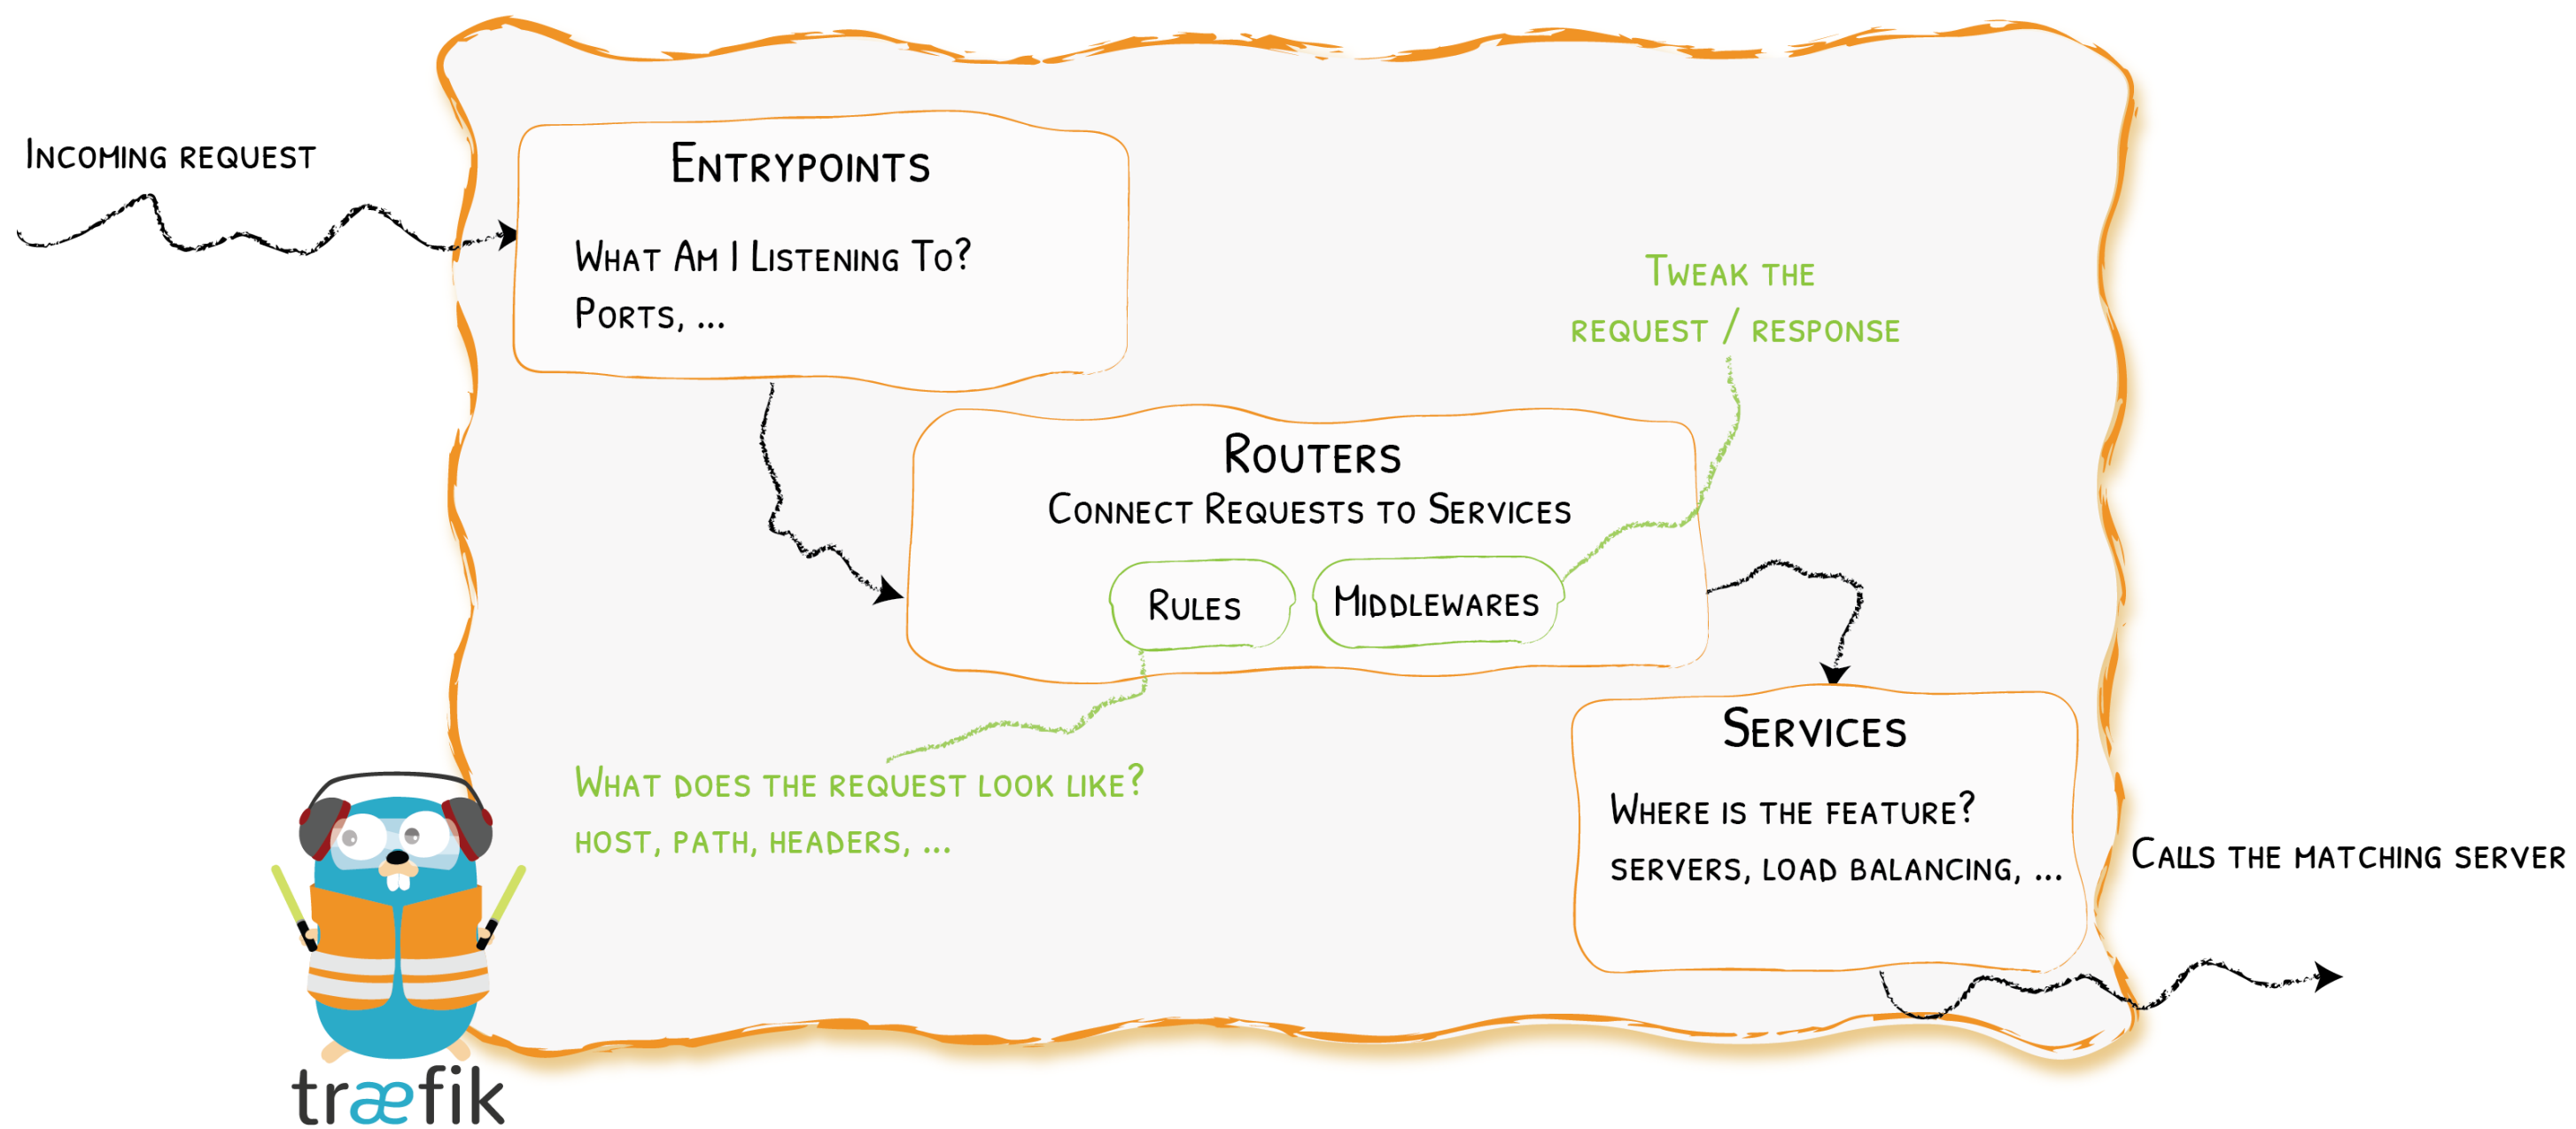 Incoming request
Entrypoints
What Am I Listening To?
Ports, ...
Tweak the
request / response
Routers
Connect Requests to Services
Rules
Middlewares
Services
What does the request look like?
host, path, headers, ...
Where is the feature?
servers, load balancing, ...
Calls the matching server
træfik